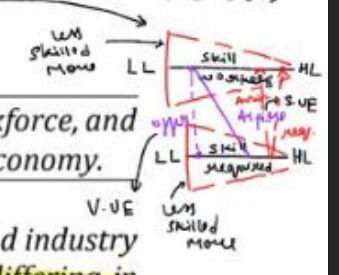 less
skilled
more
skill
LL HL
workers
S.UE
kforce, and
conomy.
LL HL
skill
required
V.UE
less
skilled
more
d industry
differing in